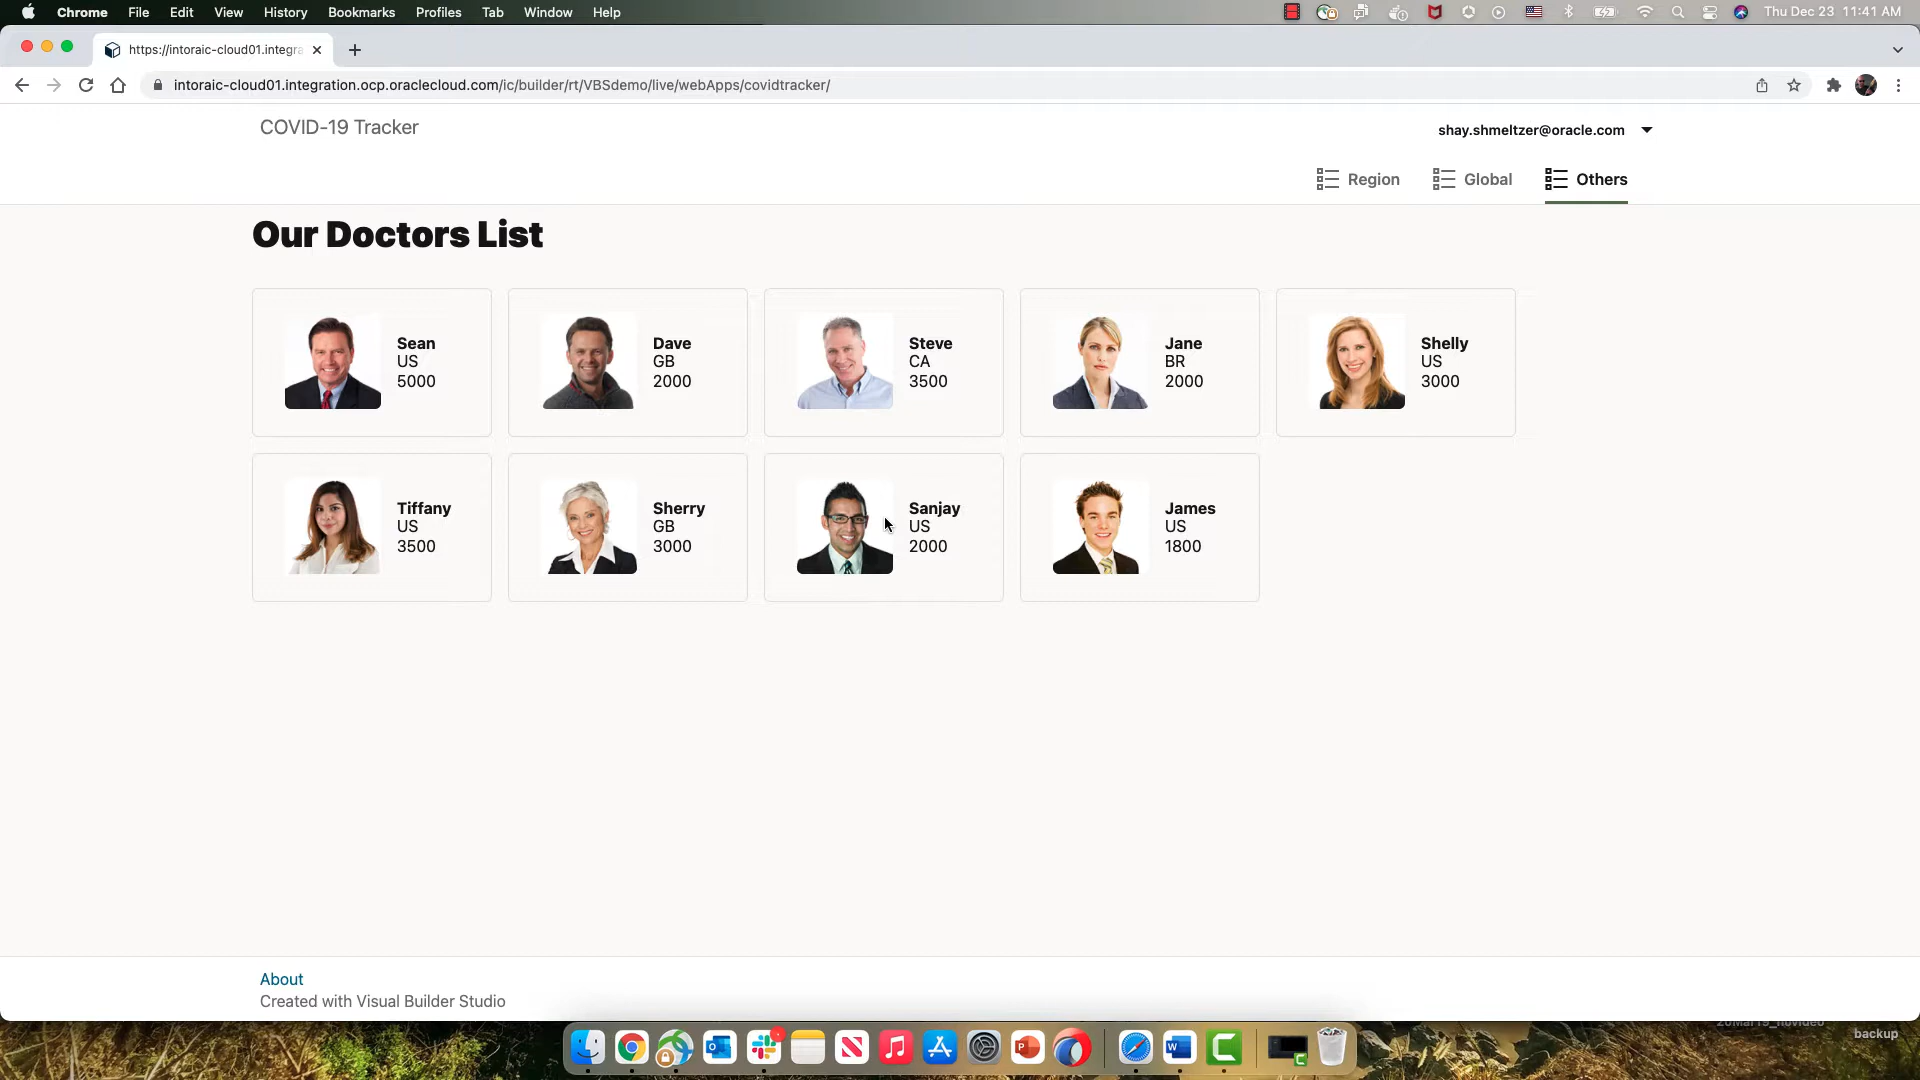 Chrome File Edit View History Bookmarks Profiles Tab Window Help Thu Dec 23 11:41 AM
https://intoraic-cloud01.integra
intoraic-cloud01.integration.ocp.oraclecloud.com/ic/builder/rt/VBSdemo/live/webApps/covidtracker/
COVID-19 Tracker
shay.shmeltzer@oracle.com
Region Global Others
Our Doctors List
Sean
US
5000
Dave
GB
2000
Steve
CA
3500
Jane
BR
2000
Shelly
US
3000
Tiffany
US
3500
Sherry
GB
3000
Sanjay
US
2000
James
US
1800
About
Created with Visual Builder Studio
backup